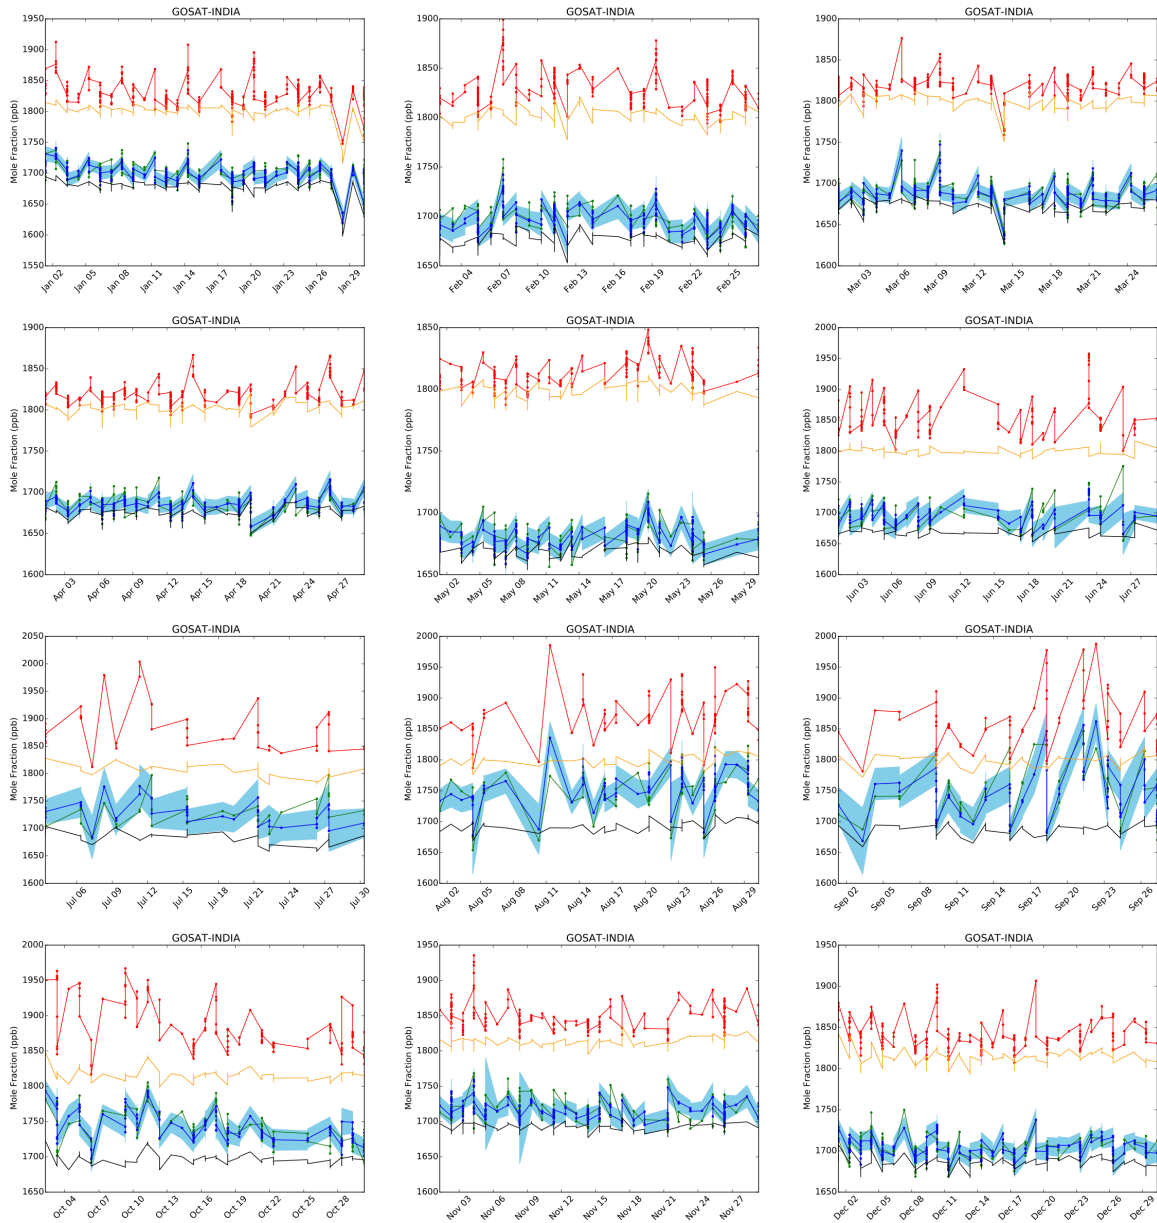 GOSAT-INDIA
GOSAT-INDIA
GOSAT-INDIA
Mole Fraction (ppb)
1950
1900
1850
1800
1750
1700
1650
1600
1550
Jan 02
Jan 05
Jan 08
Jan 11
Jan 14
Jan 17
Jan 20
Jan 23
Jan 26
Jan 29
1900
1850
1800
1750
1700
1650
Feb 04
Feb 07
Feb 10
Feb 13
Feb 16
Feb 19
Feb 22
Feb 25
Mole Fraction (ppb)
1900
1850
1800
1750
1700
1650
1600
Mar 03
Mar 06
Mar 09
Mar 12
Mar 15
Mar 18
Mar 21
Mar 24
GOSAT-INDIA
GOSAT-INDIA
GOSAT-INDIA
Mole Fraction (ppb)
1900
1850
1800
1750
1700
1650
1600
Apr 03
Apr 06
Apr 09
Apr 12
Apr 15
Apr 18
Apr 21
Apr 24
Apr 27
1850
1800
1750
1700
1650
May 02
May 05
May 08
May 11
May 14
May 17
May 20
May 23
May 26
May 29
Mole Fraction (ppb)
2000
1950
1900
1850
1800
1750
1700
1650
1600
Jun 03
Jun 06
Jun 09
Jun 12
Jun 15
Jun 18
Jun 21
Jun 24
Jun 27
GOSAT-INDIA
GOSAT-INDIA
GOSAT-INDIA
Mole Fraction (ppb)
2050
2000
1950
1900
1850
1800
1750
1700
1650
1600
Jul 06
Jul 09
Jul 12
Jul 15
Jul 18
Jul 21
Jul 24
Jul 27
Jul 30
2000
1950
1900
1850
1800
1750
1700
1650
1600
Aug 02
Aug 05
Aug 08
Aug 11
Aug 14
Aug 17
Aug 20
Aug 23
Aug 26
Aug 29
Mole Fraction (ppb)
2000
1950
1900
1850
1800
1750
1700
1650
1600
Sep 02
Sep 05
Sep 08
Sep 11
Sep 14
Sep 17
Sep 20
Sep 23
Sep 26
GOSAT-INDIA
GOSAT-INDIA
GOSAT-INDIA
Mole Fraction (ppb)
2000
1950
1900
1850
1800
1750
1700
1650
Oct 04
Oct 07
Oct 10
Oct 13
Oct 16
Oct 19
Oct 22
Oct 25
Oct 28
1950
1900
1850
1800
1750
1700
1650
1600
Nov 03
Nov 06
Nov 09
Nov 12
Nov 15
Nov 18
Nov 21
Nov 24
Nov 27
Mole Fraction (ppb)
1950
1900
1850
1800
1750
1700
1650
Dec 02
Dec 05
Dec 08
Dec 11
Dec 14
Dec 17
Dec 20
Dec 23
Dec 26
Dec 29